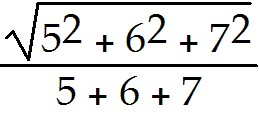 √5² + 6² + 7²
5 + 6 + 7